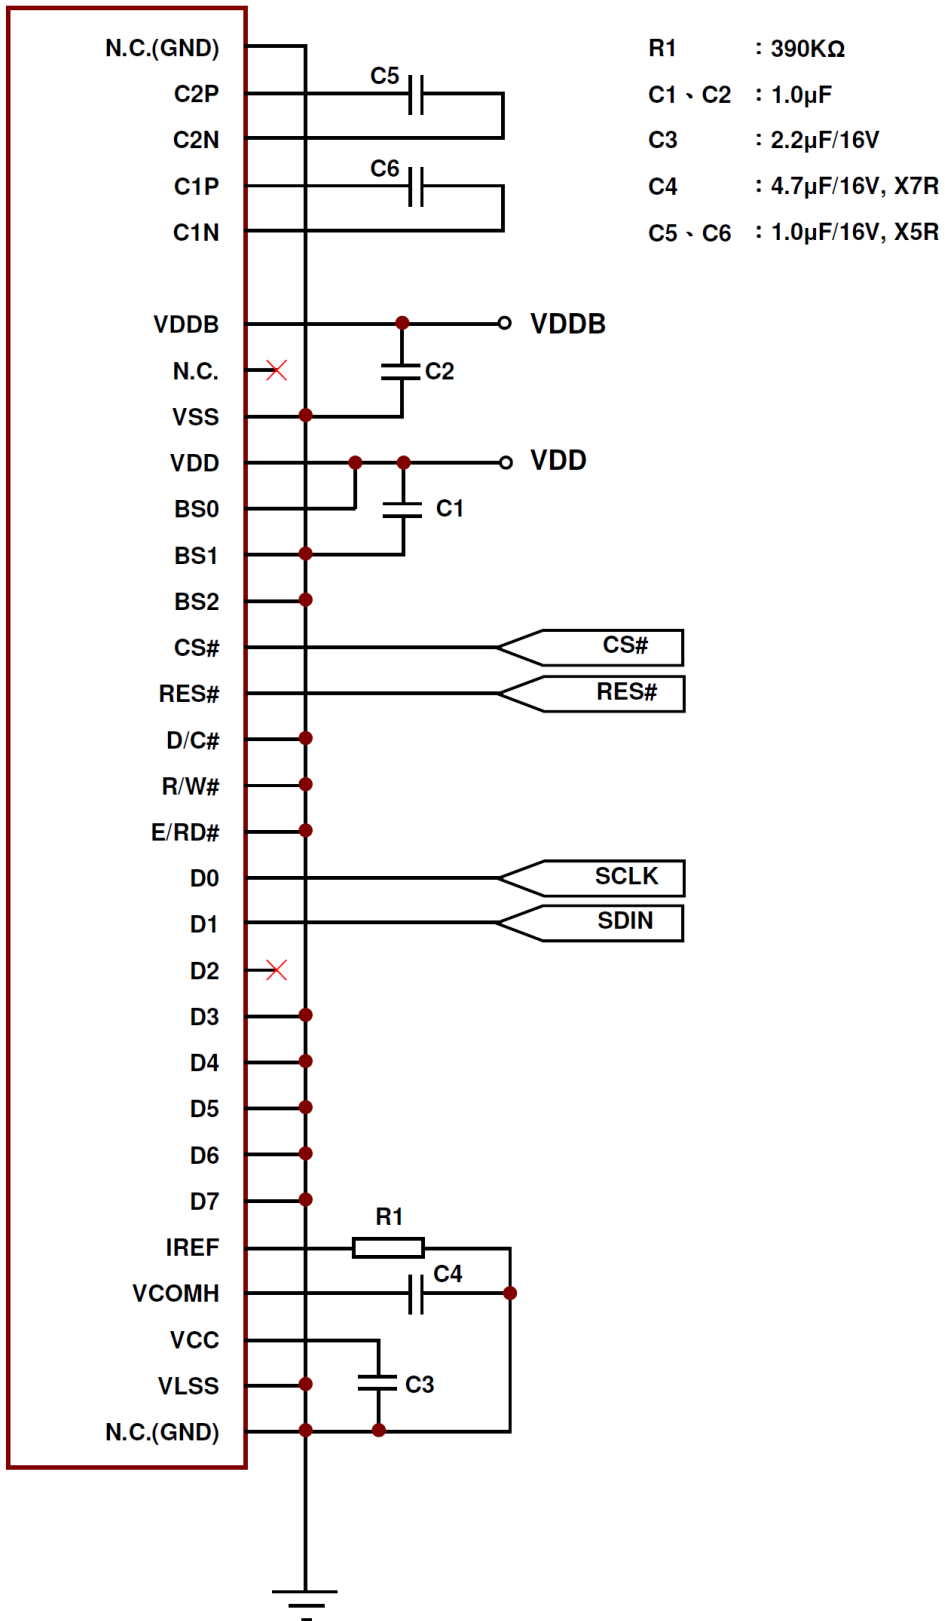 N.C.(GND)
C2P
C2N
C1P
C1N
VDDB
N.C.
VSS
VDD
BS0
BS1
BS2
CS#
RES#
D/C#
R/W#
E/RD#
D0
D1
D2
D3
D4
D5
D6
D7
IREF
VCOMH
VCC
VLSS
N.C.(GND)
C5
C6
VDDB
C2
VDD
C1
CS#
RES#
SCLK
SDIN
R1
C4
C3
R1 : 390KΩ
C1、C2 : 1.0μF
C3 : 2.2μF/16V
C4 : 4.7μF/16V, X7R
C5、C6 : 1.0μF/16V, X5R